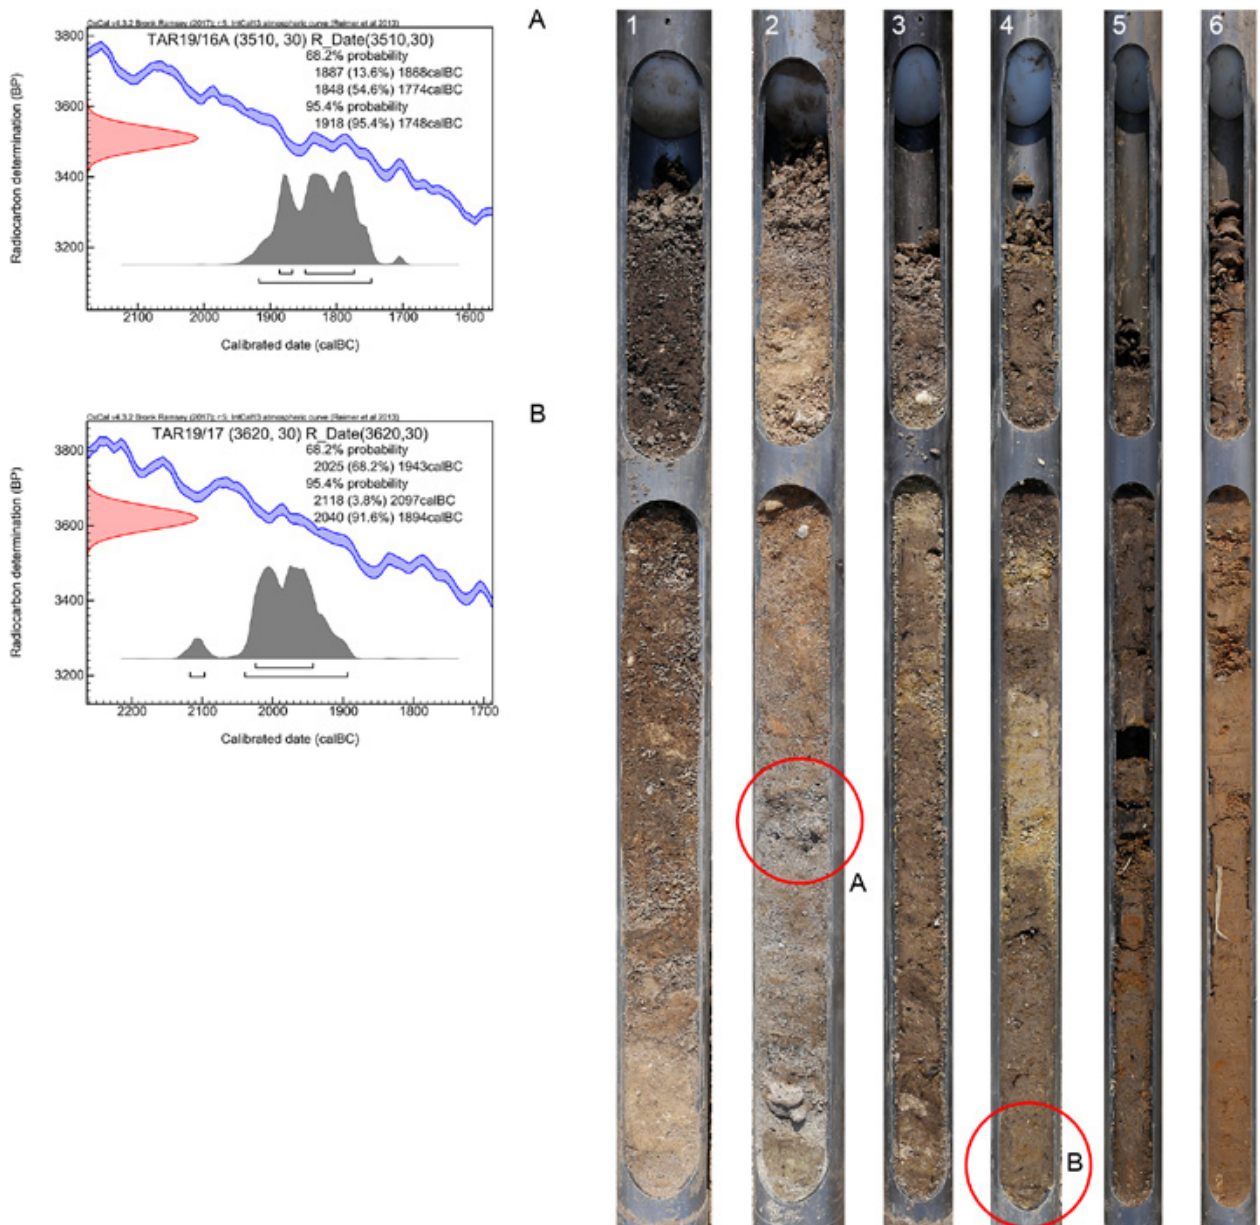 OxCal v4.3.2 Bronk Ramsey (2017); r:5 IntCal13 atmospheric curve (Reimer et al 2013)
TAR19/16A (3510, 30) R_Date(3510,30)
68.2% probability
1887 (13.6%) 1868calBC
1848 (54.6%) 1774calBC
95.4% probability
1918 (95.4%) 1748calBC
Radiocarbon determination (BP)
3800
3600
3400
3200
2100 2000 1900 1800 1700 1600
Calibrated date (calBC)
A
OxCal v4.3.2 Bronk Ramsey (2017); r:5 IntCal13 atmospheric curve (Reimer et al 2013)
TAR19/17 (3620, 30) R_Date(3620,30)
68.2% probability
2025 (68.2%) 1943calBC
95.4% probability
2118 (3.8%) 2097calBC
2040 (91.6%) 1894calBC
Radiocarbon determination (BP)
3800
3600
3400
3200
2200 2100 2000 1900 1800 1700
Calibrated date (calBC)
B
1 2 3 4 5 6
A
B